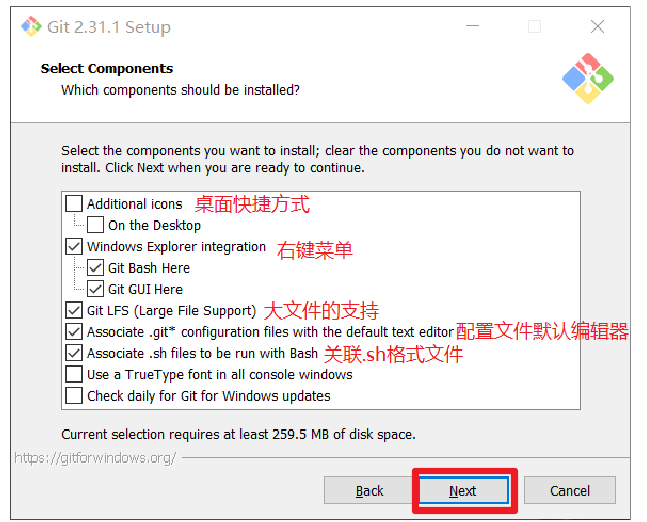 Git 2.31.1 Setup
Select Components
Which components should be installed?
Select the components you want to install; clear the components you do not want to
install. Click Next when you are ready to continue.
Additional icons 桌面快捷方式
On the Desktop
Windows Explorer integration 右键菜单
Git Bash Here
Git GUI Here
Git LFS (Large File Support) 大文件的支持
Associate .git* configuration files with the default text editor 配置文件默认编辑器
Associate .sh files to be run with Bash 关联.sh格式文件
Use a TrueType font in all console windows
Check daily for Git for Windows updates
Current selection requires at least 259.5 MB of disk space.
https://gitforwindows.org/
Back Next Cancel